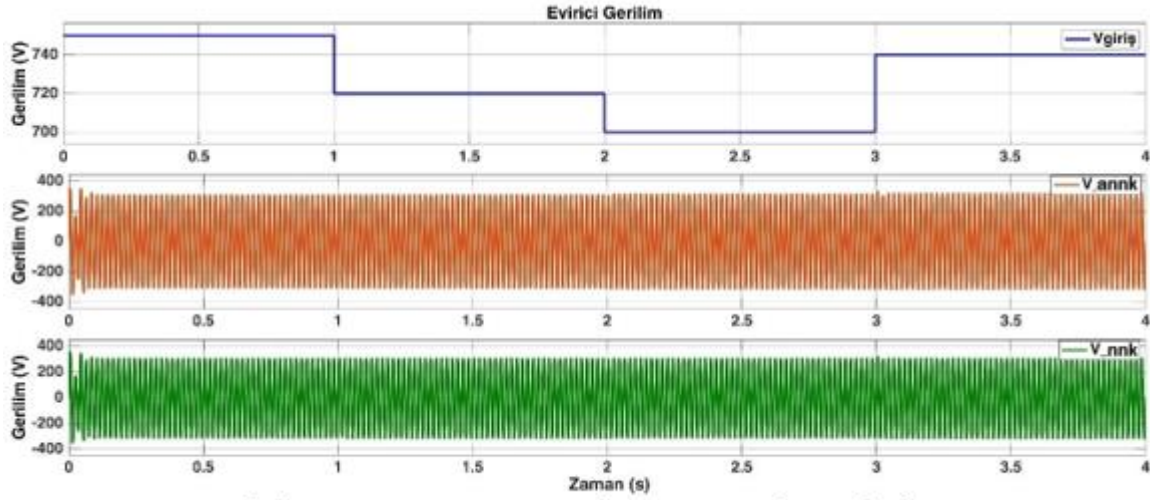 Evirici Gerilim
Gerilim (V)
740
720
700
Vgiriş
0 0.5 1 1.5 2 2.5 3 3.5 4
Gerilim (V)
400
200
0
-200
-400
V_annk
0 0.5 1 1.5 2 2.5 3 3.5 4
Gerilim (V)
400
200
0
-200
-400
V_nnk
0 0.5 1 1.5 2 2.5 3 3.5 4
Zaman (s)